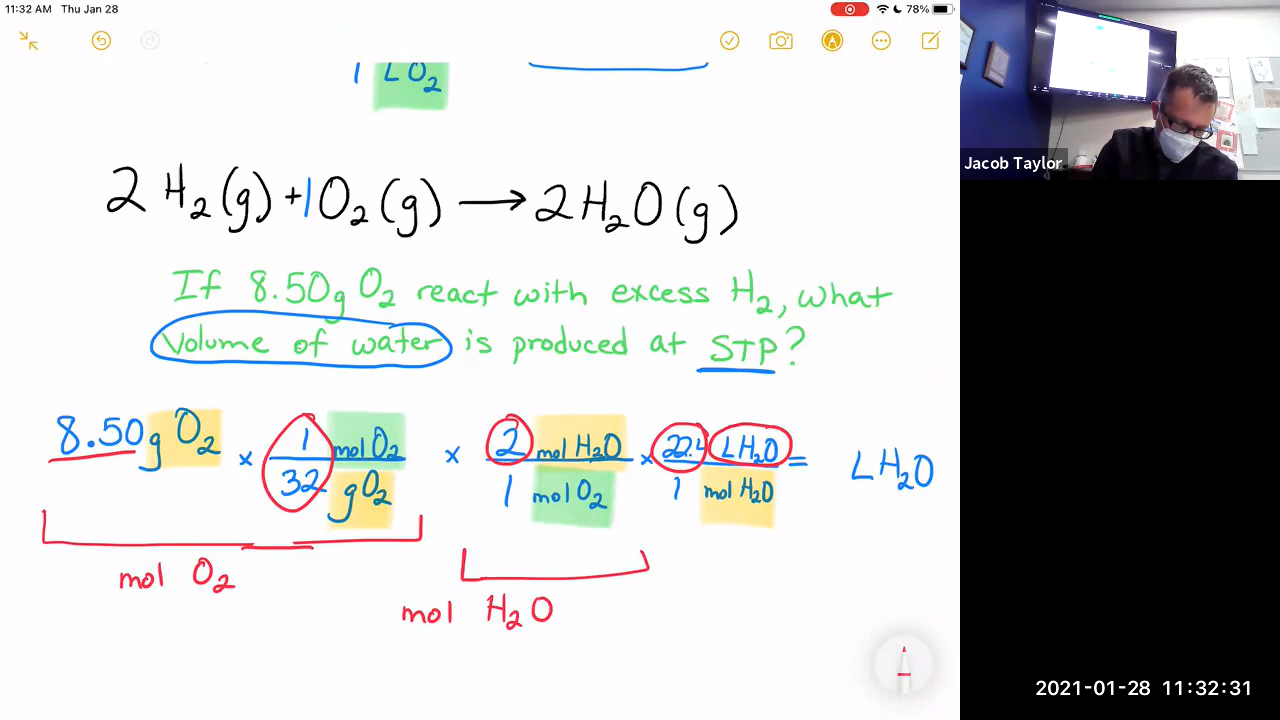 11:32 AM Thu Jan 28
78%
1 L O₂
2 H₂(g) + 1 O₂(g) ⟶ 2 H₂O(g)
If 8.50g O₂ react with excess H₂, what
volume of water is produced at STP?
8.50 g O₂ × 1 mol O₂ / 32 g O₂ × 2 mol H₂O / 1 mol O₂ × 22.4 L H₂O / 1 mol H₂O = L H₂O
mol O₂
mol H₂O
Jacob Taylor
2021-01-28 11:32:31